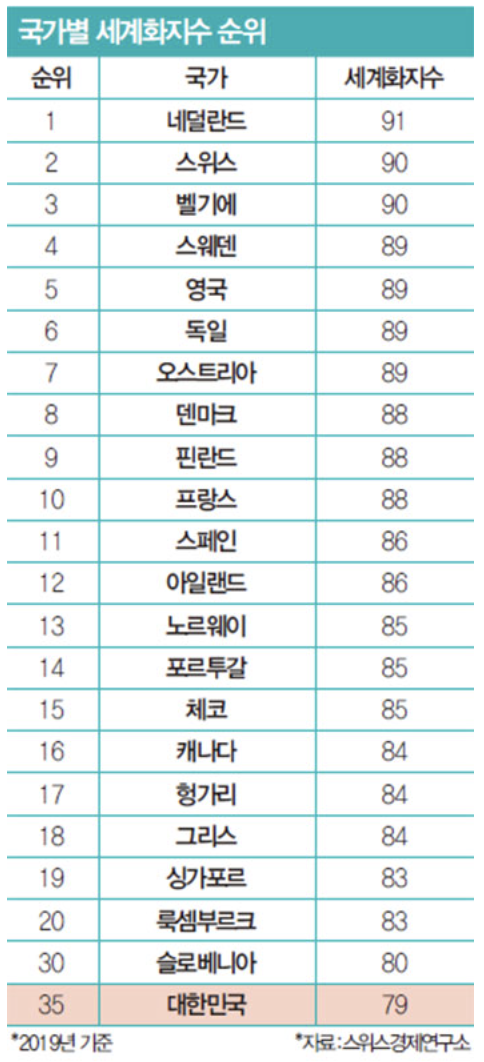 국가별 세계화지수 순위
순위 국가 세계화지수
1 네덜란드 91
2 스위스 90
3 벨기에 90
4 스웨덴 89
5 영국 89
6 독일 89
7 오스트리아 89
8 덴마크 88
9 핀란드 88
10 프랑스 88
11 스페인 86
12 아일랜드 86
13 노르웨이 85
14 포르투갈 85
15 체코 85
16 캐나다 84
17 헝가리 84
18 그리스 84
19 싱가포르 83
20 룩셈부르크 83
30 슬로베니아 80
35 대한민국 79
*2019년 기준 *자료:스위스경제연구소